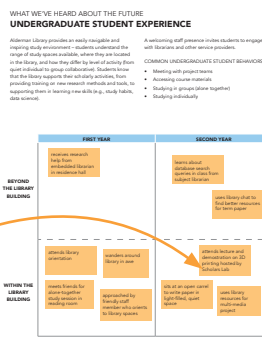 WHAT WE'VE HEARD ABOUT THE FUTURE
UNDERGRADUATE STUDENT EXPERIENCE
Alderman Library provides an easily navigable and
inspiring study environment – students understand the
range of study spaces available, where they are located
in the library, and how they differ by level of activity (from
quiet individual to group collaborative). Students know
that the library supports their scholarly activities, from
providing training on new research methods and tools, to
supporting them in learning new skills (e.g., study habits,
data science).
A welcoming staff presence invites students to engage
with librarians and other service providers.
COMMON UNDERGRADUATE STUDENT BEHAVIORS
• Meeting with project teams
• Accessing course materials
• Studying in groups (alone together)
• Studying individually
FIRST YEAR
SECOND YEAR
BEYOND
THE LIBRARY
BUILDING
receives research
help from
embedded librarian
in residence hall
learns about
database search
queries in class from
subject librarian
uses library chat to
find better resources
for term paper
WITHIN THE
LIBRARY
BUILDING
attends library
orientation
wanders around
library in awe
meets friends for
alone-together
study session in
reading room
approached by
friendly staff
member who orients
to library spaces
attends lecture and
demonstration on 3D
printing hosted by
Scholars Lab
sits at an open carrel
to write paper in
light-filled, quiet
space
uses library
resources for
multi-media
project